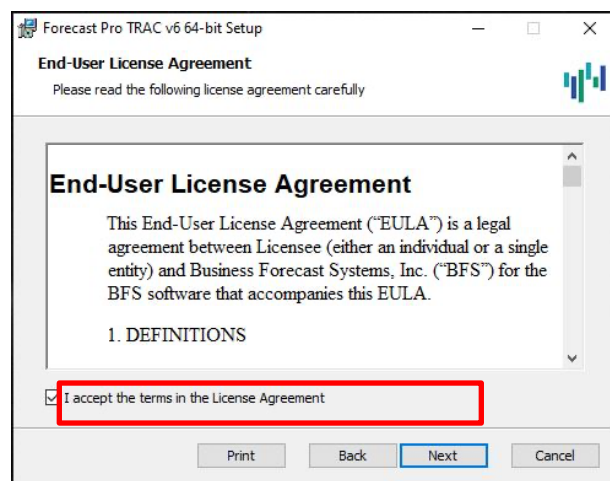 Forecast Pro TRAC v6 64-bit Setup
End-User License Agreement
Please read the following license agreement carefully
End-User License Agreement
This End-User License Agreement (“EULA”) is a legal
agreement between Licensee (either an individual or a single
entity) and Business Forecast Systems, Inc. (“BFS”) for the
BFS software that accompanies this EULA.
1. DEFINITIONS
I accept the terms in the License Agreement
Print Back Next Cancel